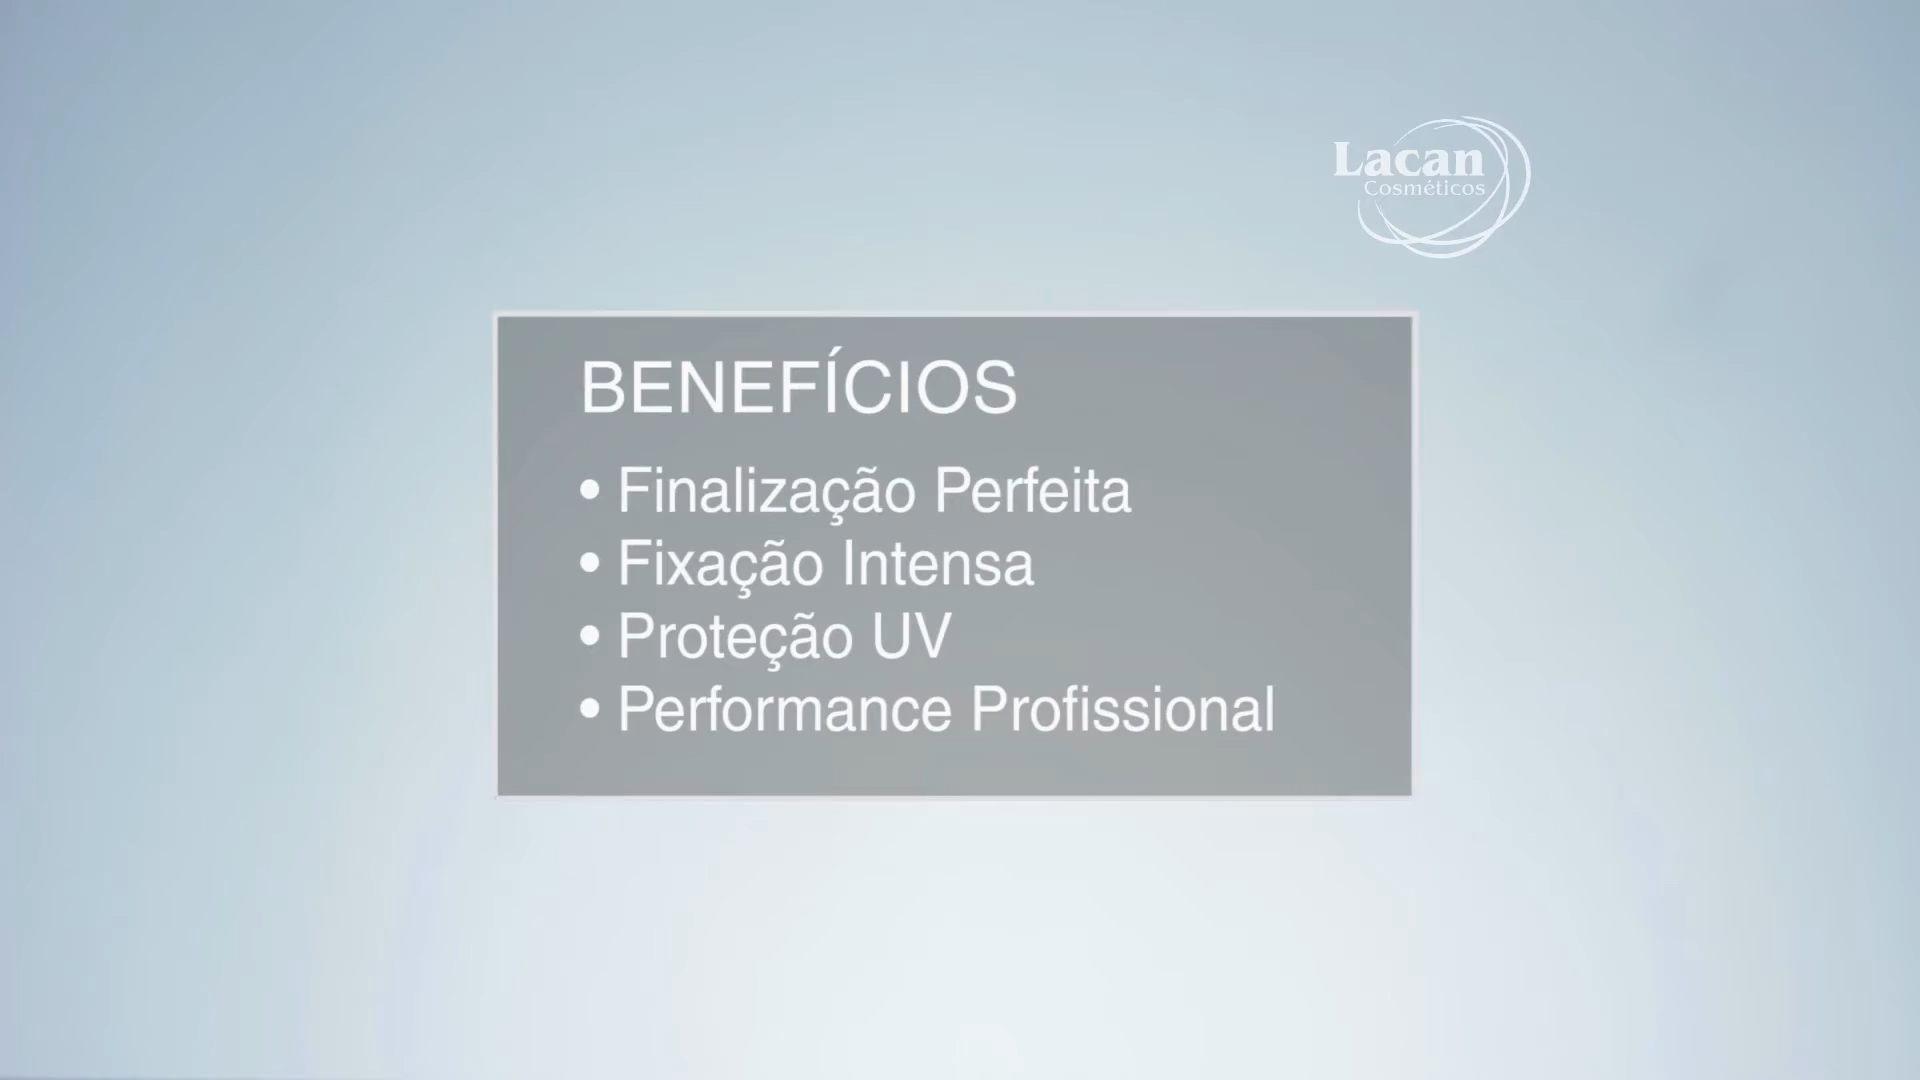 Lacan
Cosméticos
BENEFÍCIOS
• Finalização Perfeita
• Fixação Intensa
• Proteção UV
• Performance Profissional